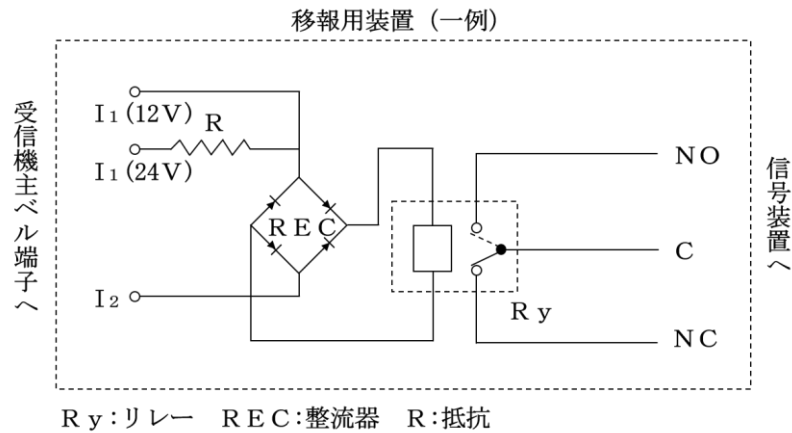 移報用装置（一例）
受信機主ベル端子へ
I₁(12V)
R
I₁(24V)
REC
I₂
Ry
NO
C
NC
信号装置へ
Ry：リレー　REC：整流器　R：抵抗